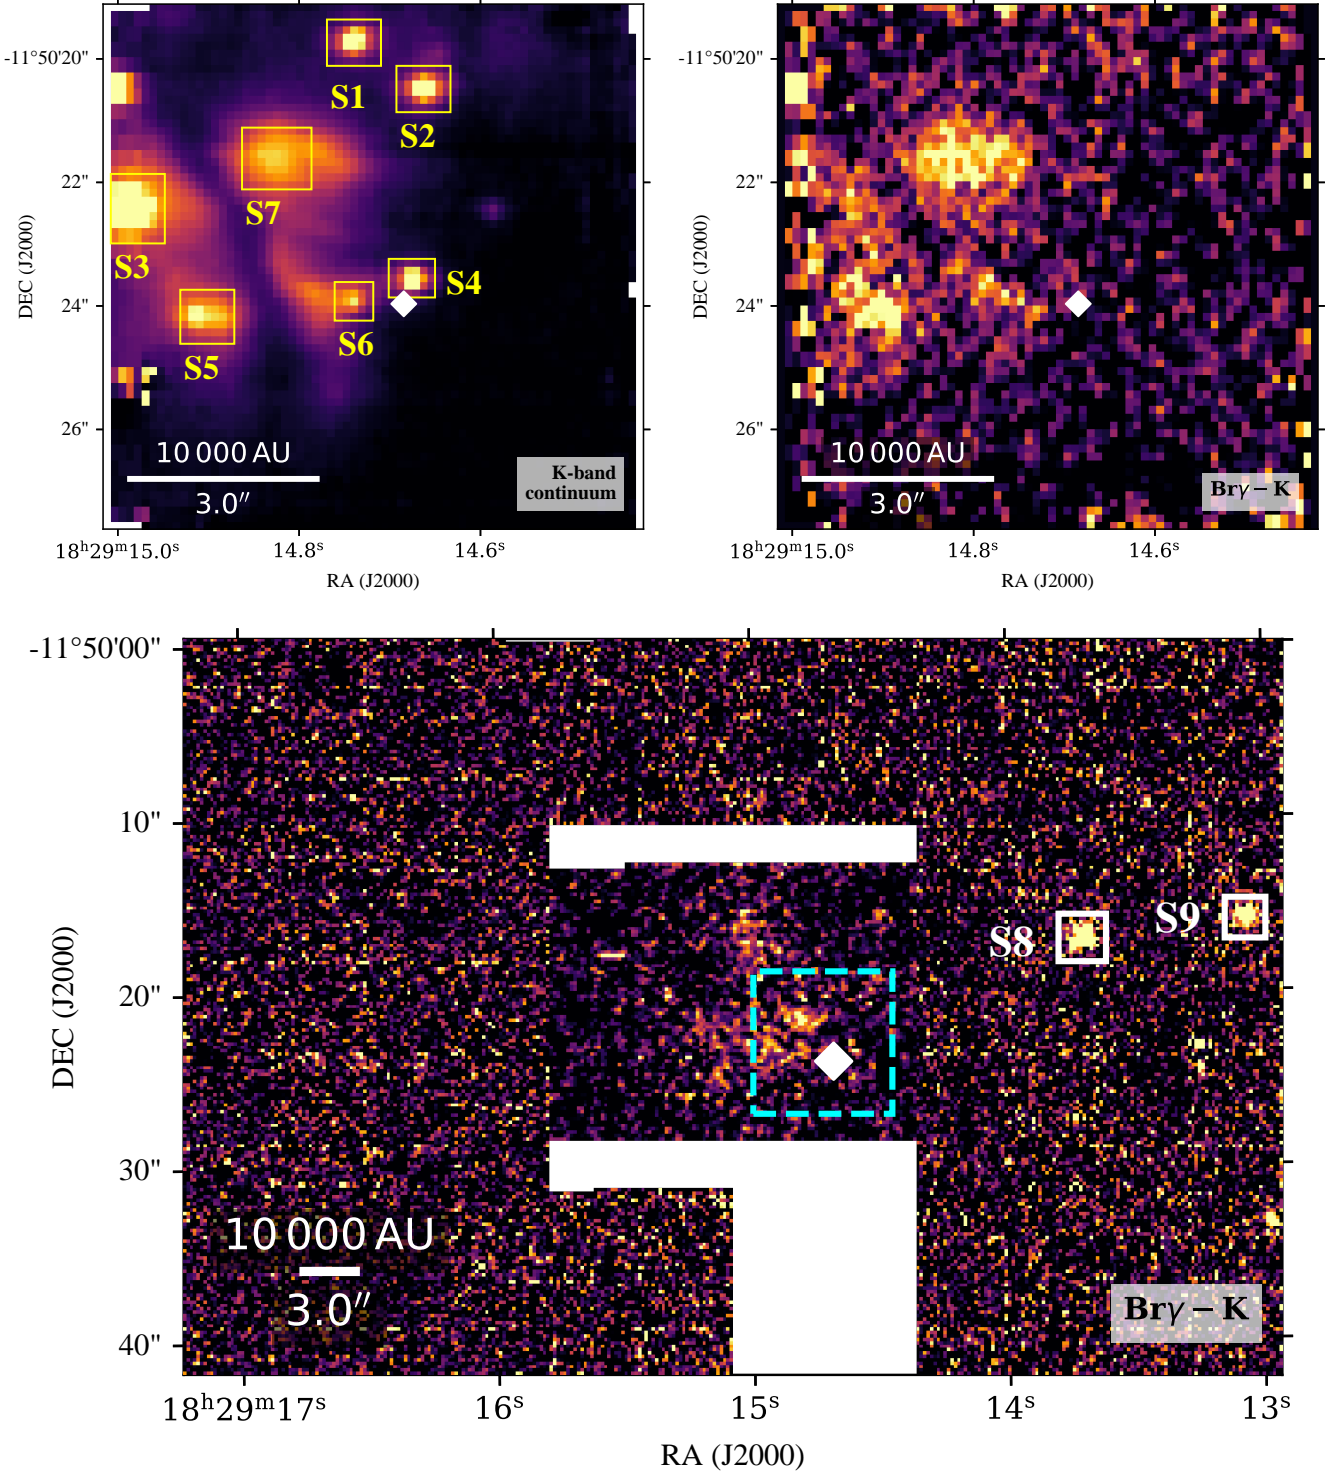 -11°50'20"
22"
24"
26"
DEC (J2000)
S1
S2
S7
S3
S4
S6
S5
10 000 AU
3.0″
K-band
continuum
18ʰ29ᵐ15.0ˢ
14.8ˢ
14.6ˢ
RA (J2000)
-11°50'20"
22"
24"
26"
DEC (J2000)
10 000 AU
3.0″
Brγ − K
18ʰ29ᵐ15.0ˢ
14.8ˢ
14.6ˢ
RA (J2000)
-11°50'00"
10"
20"
30"
40"
DEC (J2000)
S8
S9
10 000 AU
3.0″
Brγ − K
18ʰ29ᵐ17ˢ
16ˢ
15ˢ
14ˢ
13ˢ
RA (J2000)